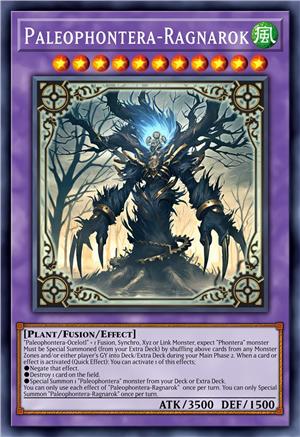 Paleophontera-Ragnarok
風
[Plant/Fusion/Effect]
"Paleophontera-Ocelotl" + 1 Fusion, Synchro, Xyz or Link Monster, expect "Phontera" monster
Must be Special Summoned (from your Extra Deck) by shuffling above cards from any Monster
Zones and/or either player's GY into Deck/Extra Deck during your Main Phase 2. When a card or
effect is activated (Quick Effect): You can activate 1 of this effects;
●Negate that effect.
●Destroy 1 card on the field.
●Special Summon 1 "Paleophontera" monster from your Deck or Extra Deck.
You can only use each effect of "Paleophontera-Ragnarok" once per turn. You can only Special
Summon "Paleophontera-Ragnarok" once per turn.
ATK/3500 DEF/1500